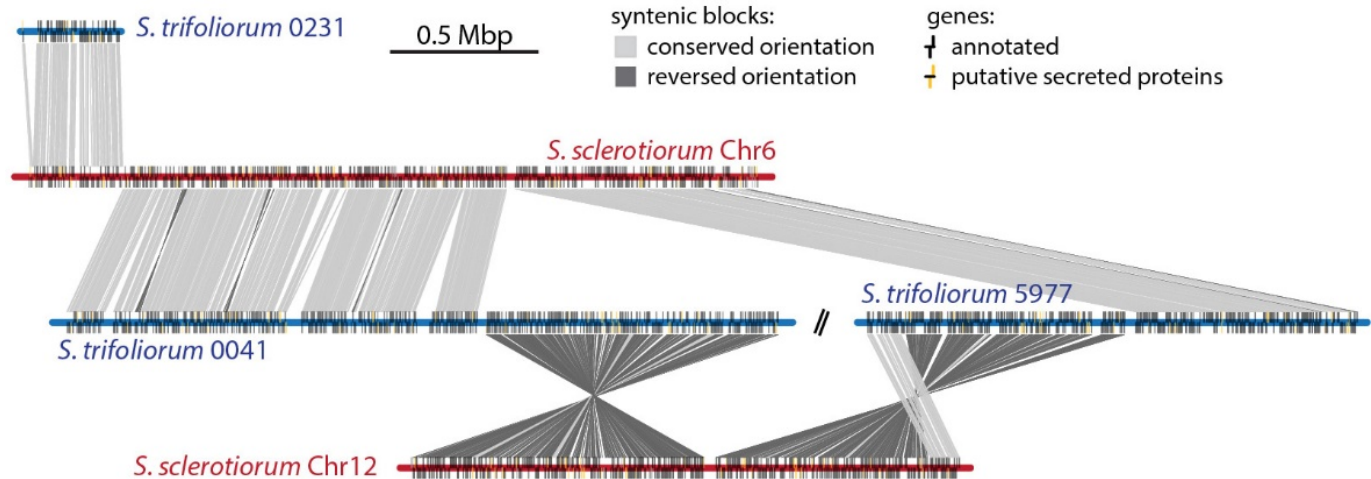 S. trifoliorum 0231
0.5 Mbp
syntenic blocks:
conserved orientation
reversed orientation
genes:
annotated
putative secreted proteins
S. sclerotiorum Chr6
S. trifoliorum 5977
//
S. trifoliorum 0041
S. sclerotiorum Chr12